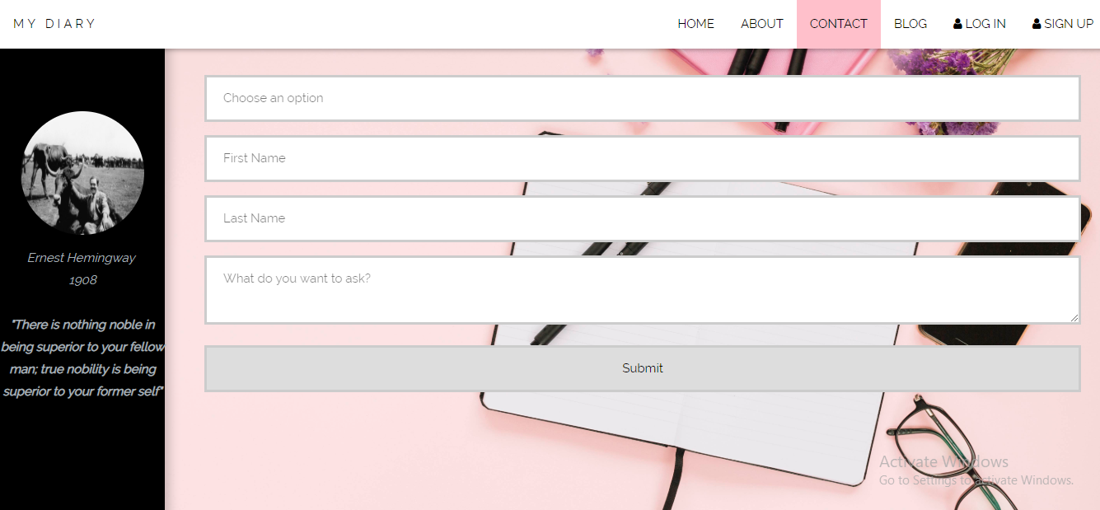 MY DIARY
HOME ABOUT CONTACT BLOG LOG IN SIGN UP
Ernest Hemingway
1908
"There is nothing noble in
being superior to your fellow
man; true nobility is being
superior to your former self"
Choose an option
First Name
Last Name
What do you want to ask?
Submit
Activate Windows
Go to Settings to activate Windows.